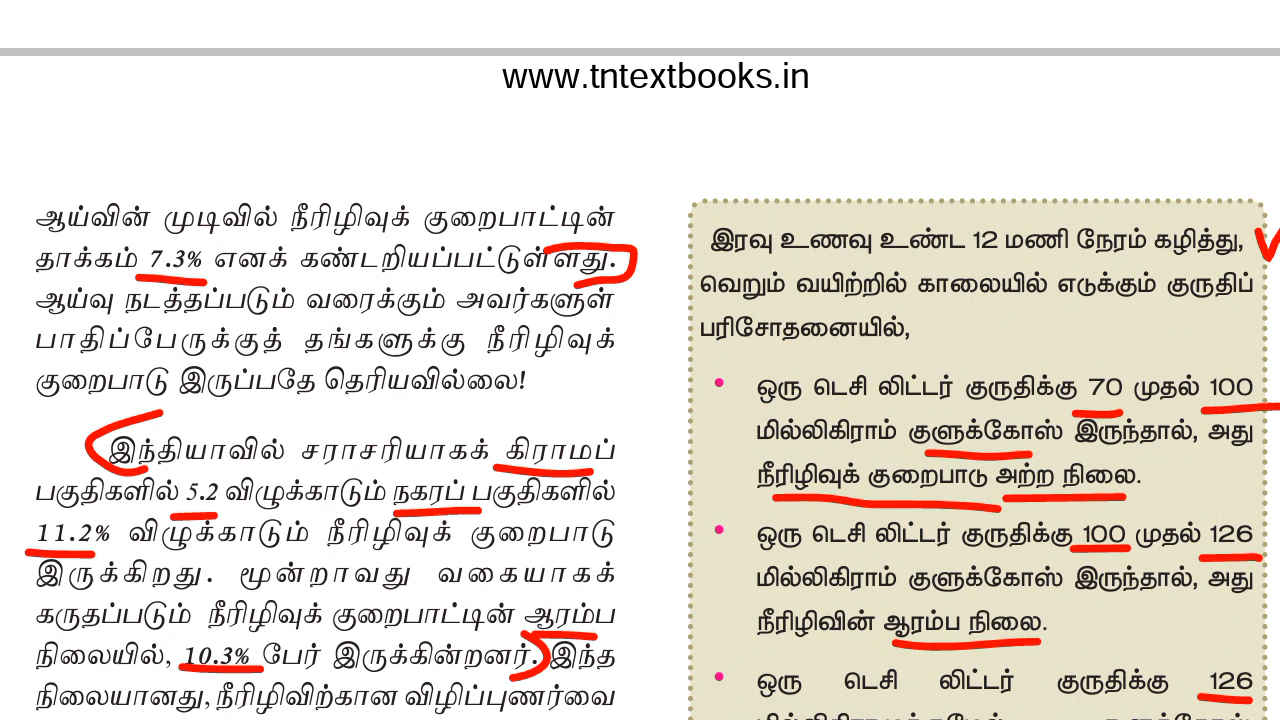 www.tntextbooks.in
ஆய்வின் முடிவில் நீரிழிவுக் குறைபாட்டின்
தாக்கம் 7.3% எனக் கண்டறியப்பட்டுள்ளது.
ஆய்வு நடத்தப்படும் வரைக்கும் அவர்களுள்
பாதிப்பேருக்குத் தங்களுக்கு நீரிழிவுக்
குறைபாடு இருப்பதே தெரியவில்லை!
இந்தியாவில் சராசரியாகக் கிராமப்
பகுதிகளில் 5.2 விழுக்காடும் நகரப் பகுதிகளில்
11.2% விழுக்காடும் நீரிழிவுக் குறைபாடு
இருக்கிறது. மூன்றாவது வகையாகக்
கருதப்படும் நீரிழிவுக் குறைபாட்டின் ஆரம்ப
நிலையில், 10.3% பேர் இருக்கின்றனர். இந்த
நிலையானது, நீரிழிவிற்கான விழிப்புணர்வை
இரவு உணவு உண்ட 12 மணி நேரம் கழித்து,
வெறும் வயிற்றில் காலையில் எடுக்கும் குருதிப்
பரிசோதனையில்,
• ஒரு டெசி லிட்டர் குருதிக்கு 70 முதல் 100
மில்லிகிராம் குளுக்கோஸ் இருந்தால், அது
நீரிழிவுக் குறைபாடு அற்ற நிலை.
• ஒரு டெசி லிட்டர் குருதிக்கு 100 முதல் 126
மில்லிகிராம் குளுக்கோஸ் இருந்தால், அது
நீரிழிவின் ஆரம்ப நிலை.
• ஒரு டெசி லிட்டர் குருதிக்கு 126